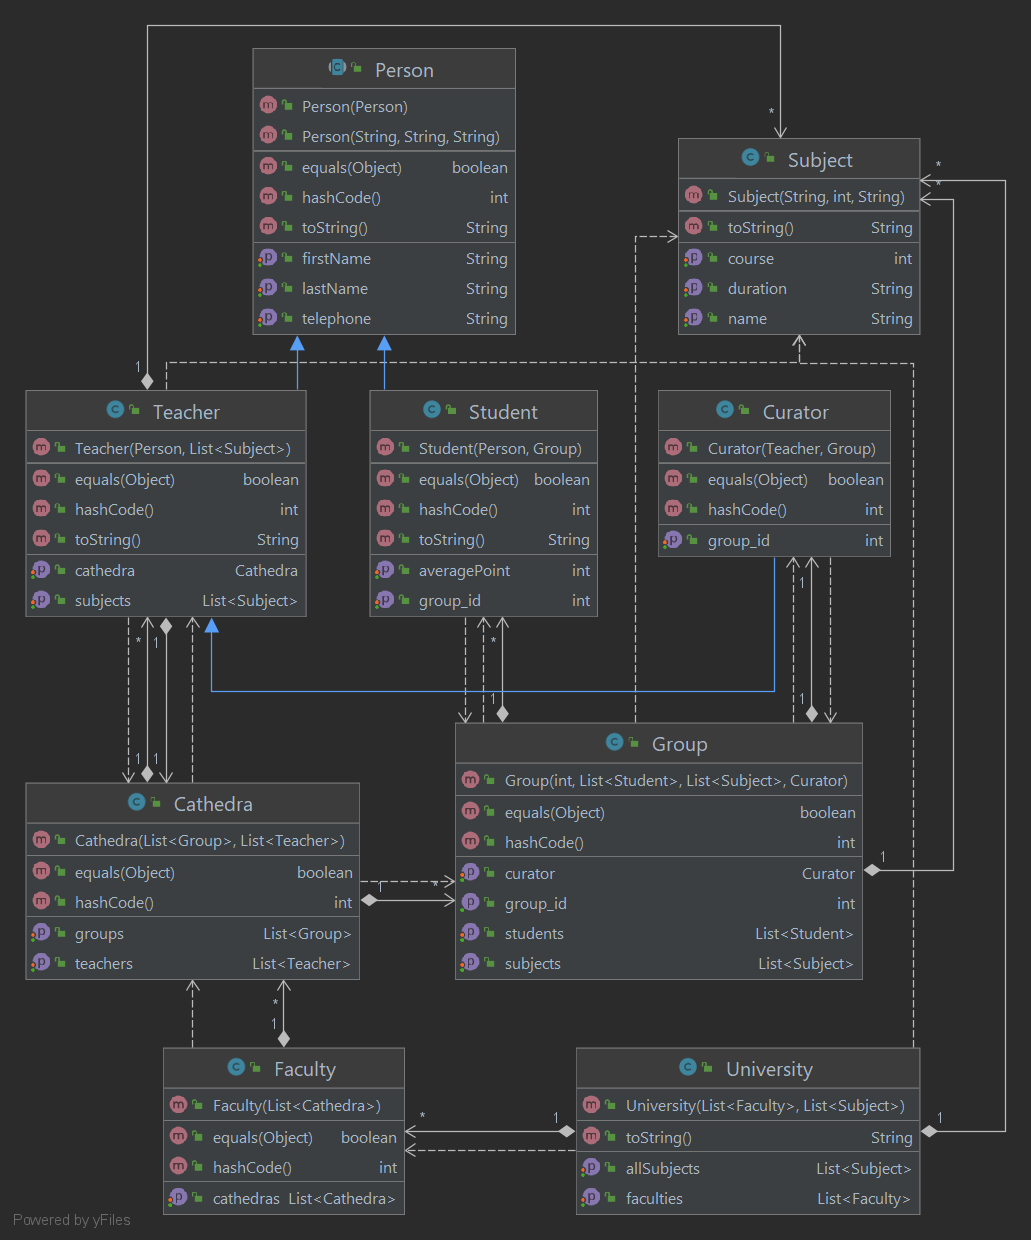 Person
Person(Person)
Person(String, String, String)
equals(Object) boolean
hashCode() int
toString() String
firstName String
lastName String
telephone String
*
Subject
Subject(String, int, String)
toString() String
course int
duration String
name String
*
*
1
Teacher
Teacher(Person, List<Subject>)
equals(Object) boolean
hashCode() int
toString() String
cathedra Cathedra
subjects List<Subject>
Student
Student(Person, Group)
equals(Object) boolean
hashCode() int
toString() String
averagePoint int
group_id int
Curator
Curator(Teacher, Group)
equals(Object) boolean
hashCode() int
group_id int
1
* 1
*
1 1
1
1
Cathedra
Cathedra(List<Group>, List<Teacher>)
equals(Object) boolean
hashCode() int
groups List<Group>
teachers List<Teacher>
1 *
Group
Group(int, List<Student>, List<Subject>, Curator)
equals(Object) boolean
hashCode() int
curator Curator
group_id int
students List<Student>
subjects List<Subject>
1
*
1
Faculty
Faculty(List<Cathedra>)
equals(Object) boolean
hashCode() int
cathedras List<Cathedra>
* 1
University
University(List<Faculty>, List<Subject>)
toString() String
allSubjects List<Subject>
faculties List<Faculty>
1
Powered by yFiles